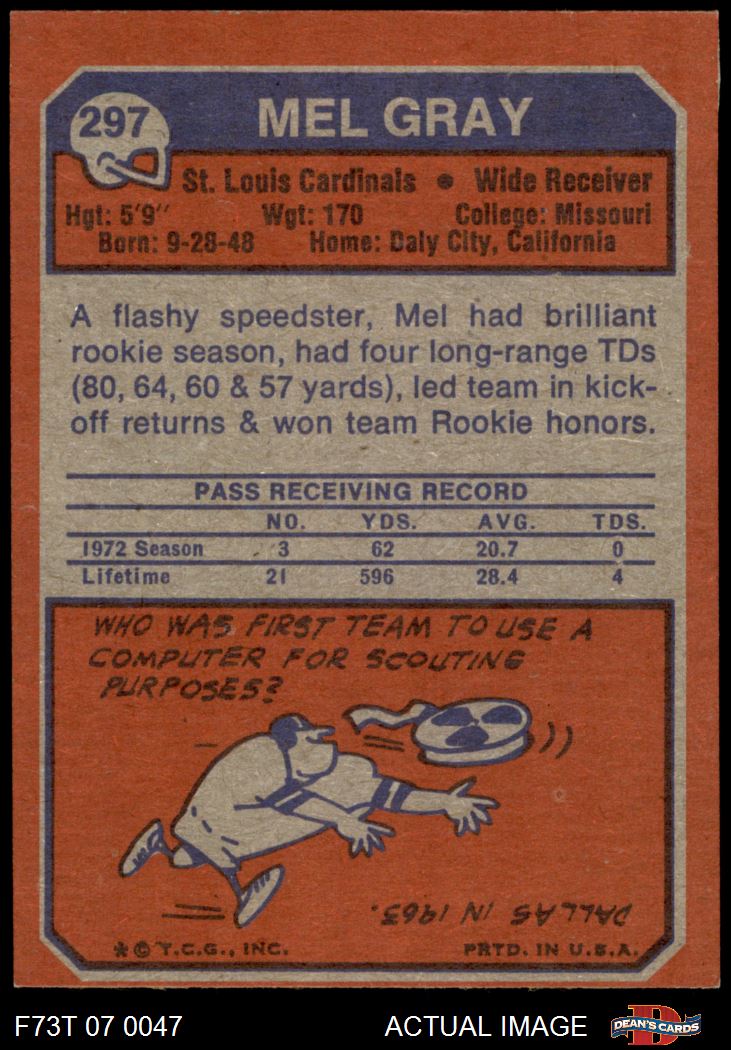 297
MEL GRAY
St. Louis Cardinals • Wide Receiver
Hgt: 5'9" Wgt: 170 College: Missouri
Born: 9-28-48 Home: Daly City, California
A flashy speedster, Mel had brilliant
rookie season, had four long-range TDs
(80, 64, 60 & 57 yards), led team in kick-
off returns & won team Rookie honors.
PASS RECEIVING RECORD
NO. YDS. AVG. TDS.
1972 Season 3 62 20.7 0
Lifetime 21 596 28.4 4
WHO WAS FIRST TEAM TO USE A
COMPUTER FOR SCOUTING
PURPOSES?
DALLAS IN 1963.
* © T.C.G., INC. PRTD. IN U.S.A.
F73T 07 0047 ACTUAL IMAGE
D
DEAN'S CARDS